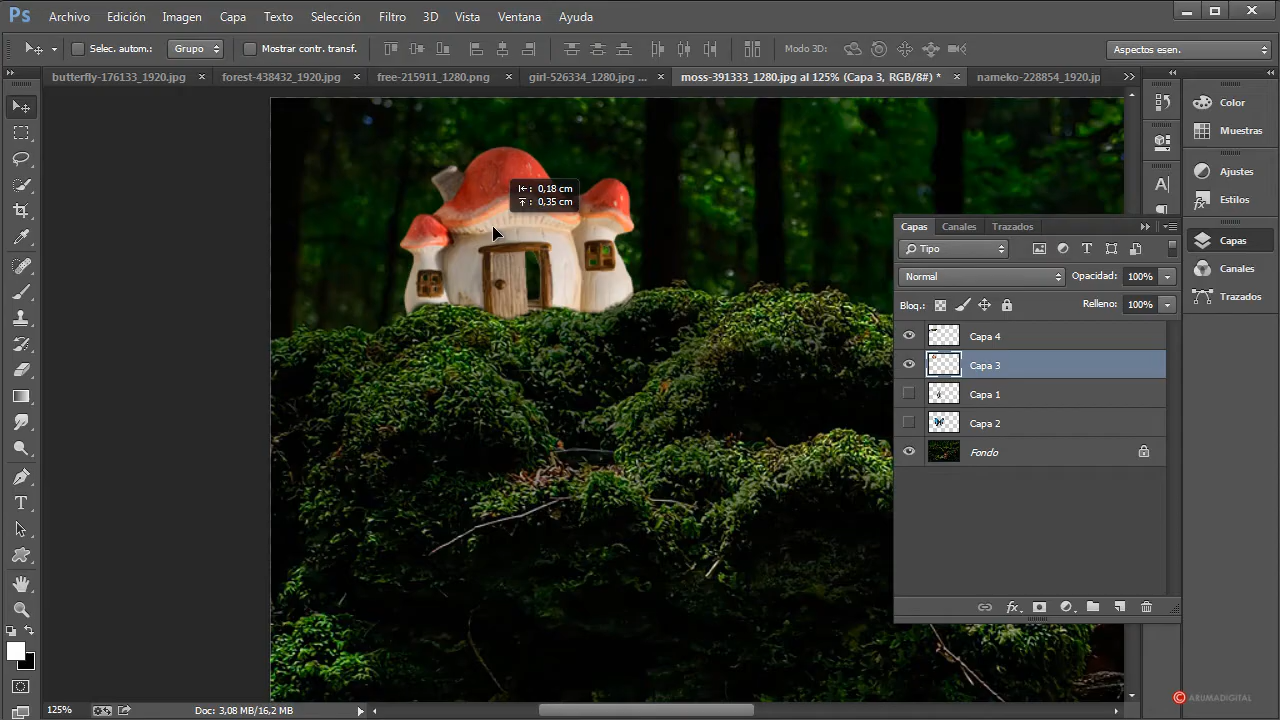 Ps Archivo Edición Imagen Capa Texto Selección Filtro 3D Vista Ventana Ayuda
Selec. autom.: Grupo Mostrar contr. transf. Modo 3D: Aspectos esen.
butterfly-176133_1920.jpg × forest-438432_1920.jpg × free-215911_1280.png × girl-526334_1280.jpg ... × moss-391333_1280.jpg al 125% (Capa 3, RGB/8#) * × nameko-228854_1920.jp
Color
Muestras
Ajustes
Estilos
Capas
Canales
Trazados
0,18 cm
0,35 cm
Capas Canales Trazados
Tipo
Normal Opacidad: 100%
Bloq.: Relleno: 100%
Capa 4
Capa 3
Capa 1
Capa 2
Fondo
fx
125% Doc: 3,08 MB/16,2 MB
© ARUMADIGITAL